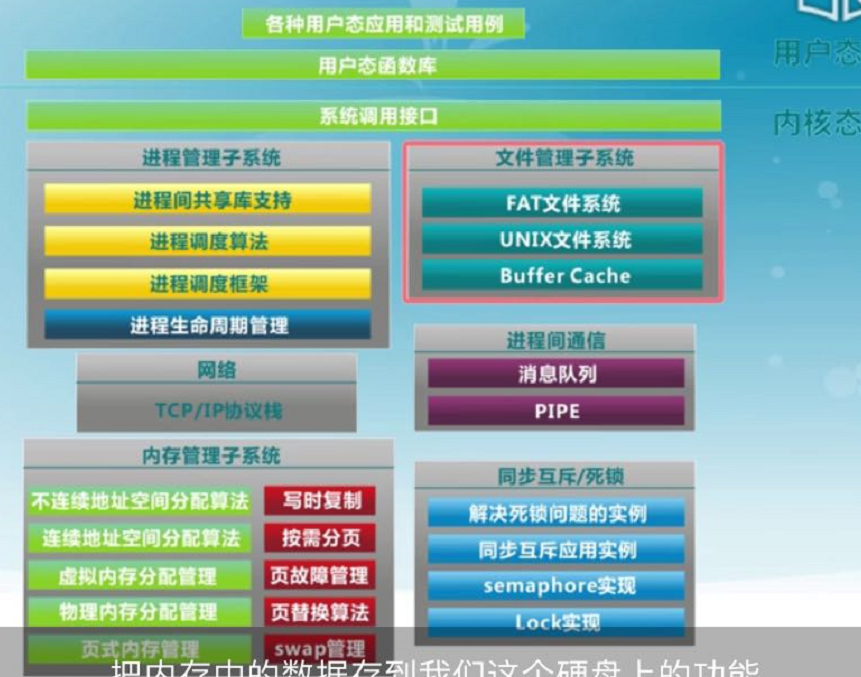 各种用户态应用和测试用例
用户态函数库
用户态
系统调用接口
内核态
进程管理子系统
进程间共享库支持
进程调度算法
进程调度框架
进程生命周期管理
文件管理子系统
FAT文件系统
UNIX文件系统
Buffer Cache
网络
TCP/IP协议栈
进程间通信
消息队列
PIPE
内存管理子系统
不连续地址空间分配算法
写时复制
连续地址空间分配算法
按需分页
虚拟内存分配管理
页故障管理
物理内存分配管理
页替换算法
页式内存管理
swap管理
同步互斥/死锁
解决死锁问题的实例
同步互斥应用实例
semaphore实现
Lock实现
把内存中的数据存到我们这个硬盘上的功能